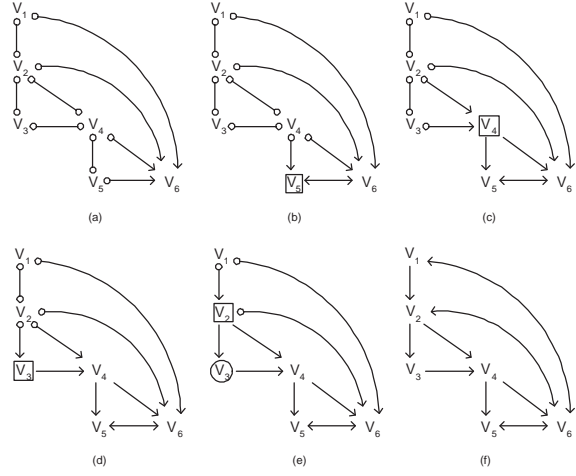 V1 V1 V1
V2 V2 V2
V3 V4 V3 V4 V3 V4
V5 V6 V5 V6 V5 V6
(a) (b) (c)
V1 V1 V1
V2 V2 V2
V3 V4 V3 V4 V3 V4
V5 V6 V5 V6 V5 V6
(d) (e) (f)